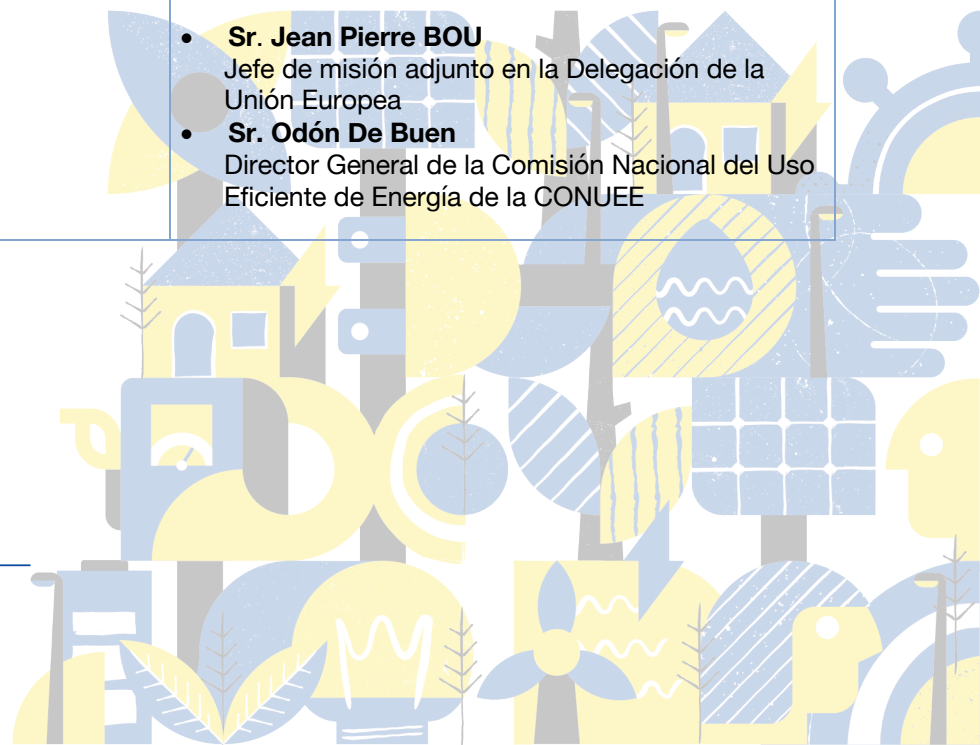 • Sr. Jean Pierre BOU
Jefe de misión adjunto en la Delegación de la
Unión Europea
• Sr. Odón De Buen
Director General de la Comisión Nacional del Uso
Eficiente de Energía de la CONUEE